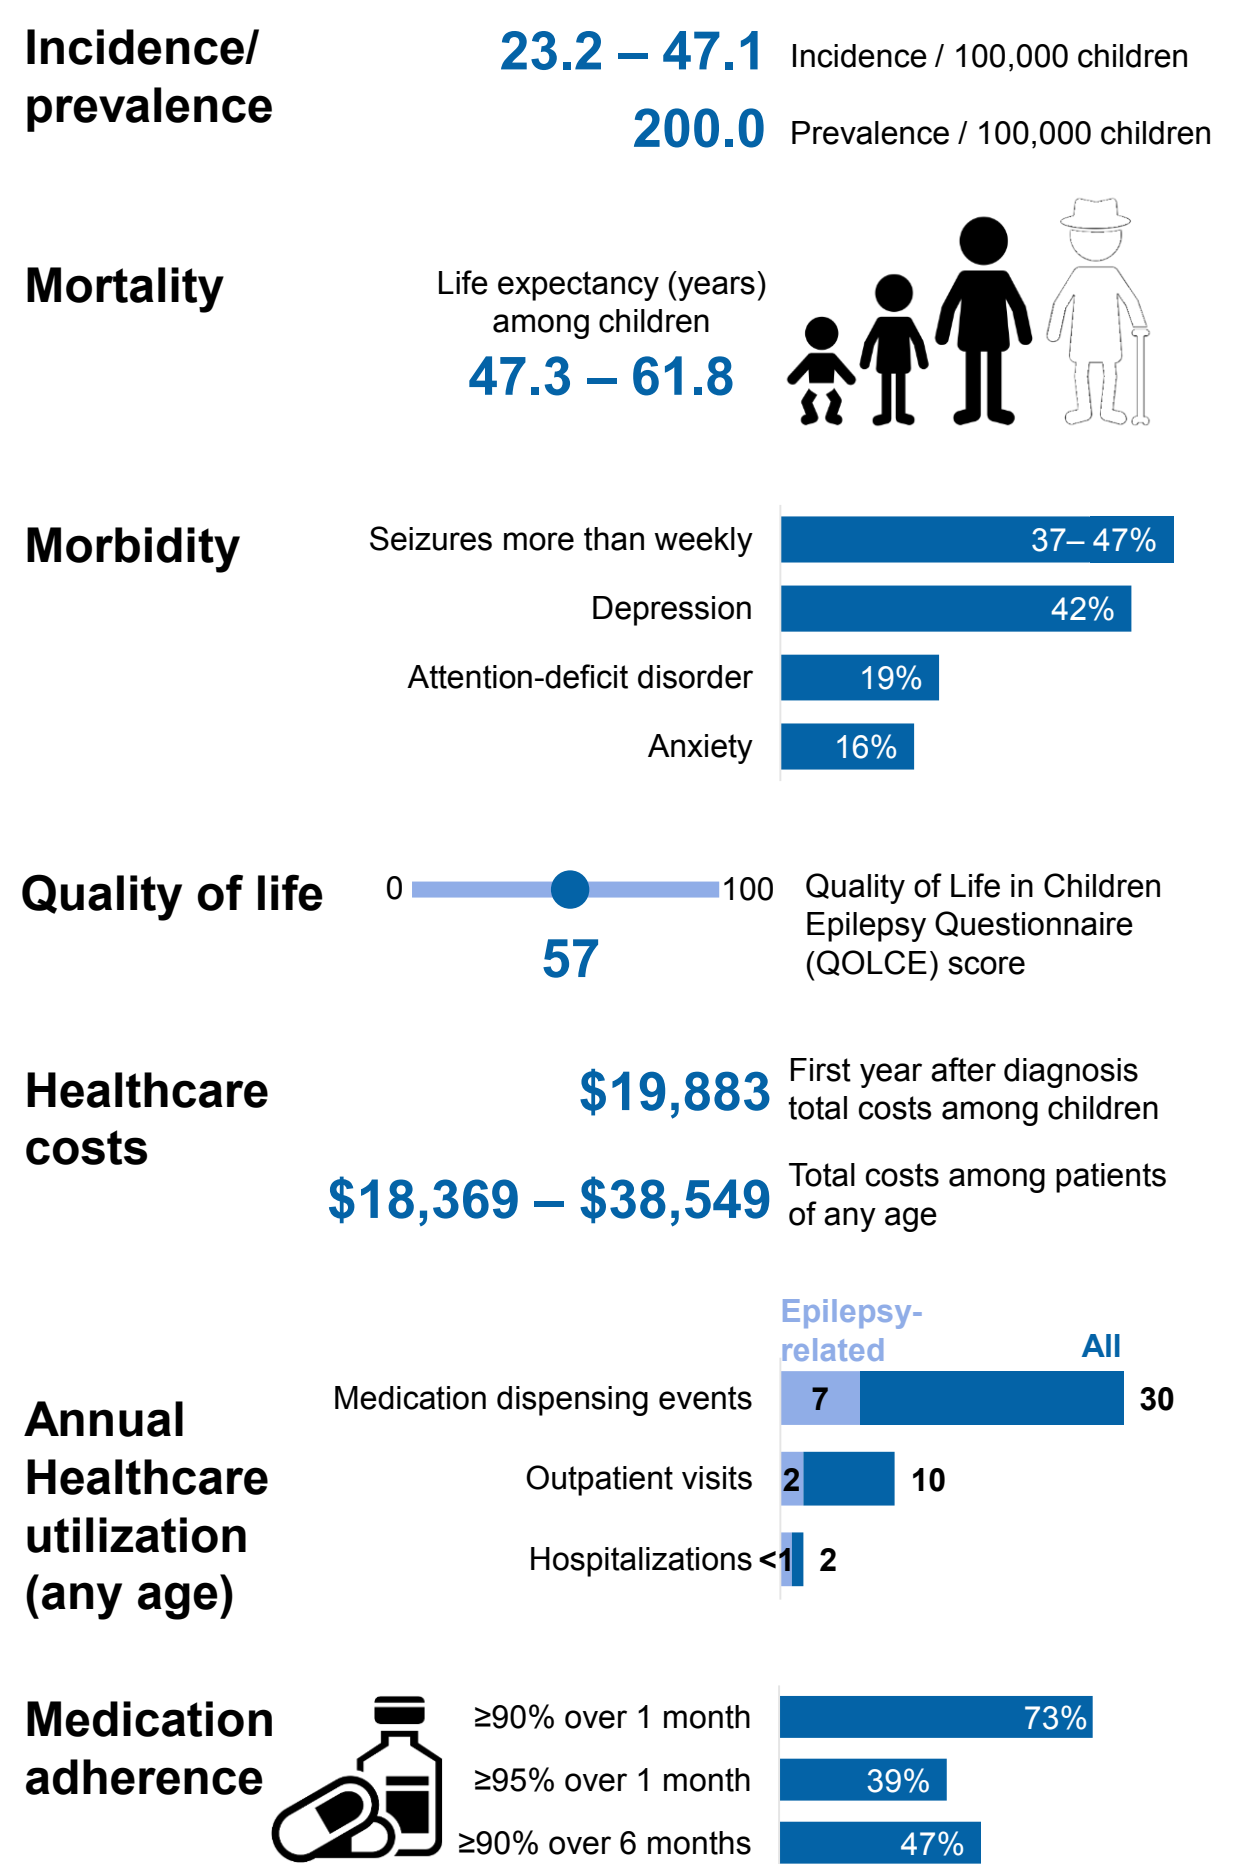 Incidence/
prevalence
23.2 – 47.1 Incidence / 100,000 children
200.0 Prevalence / 100,000 children
Mortality
Life expectancy (years)
among children
47.3 – 61.8
Morbidity
Seizures more than weekly 37– 47%
Depression 42%
Attention-deficit disorder 19%
Anxiety 16%
Quality of life
0 100
57
Quality of Life in Children
Epilepsy Questionnaire
(QOLCE) score
Healthcare
costs
$19,883
First year after diagnosis
total costs among children
$18,369 – $38,549
Total costs among patients
of any age
Annual
Healthcare
utilization
(any age)
Epilepsy-
related
All
Medication dispensing events 7 30
Outpatient visits 2 10
Hospitalizations <1 2
Medication
adherence
≥90% over 1 month 73%
≥95% over 1 month 39%
≥90% over 6 months 47%